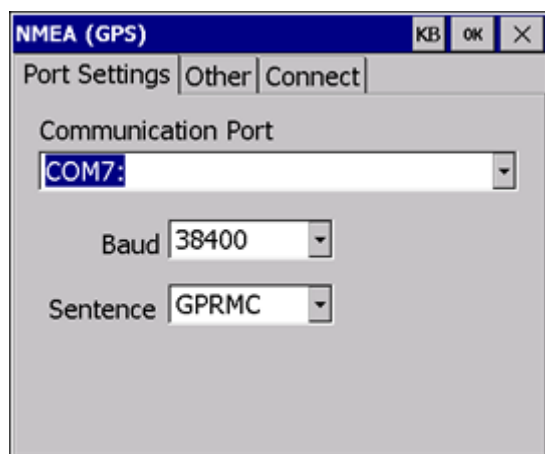 NMEA (GPS) KB OK
Port Settings Other Connect
Communication Port
COM7:
Baud 38400
Sentence GPRMC